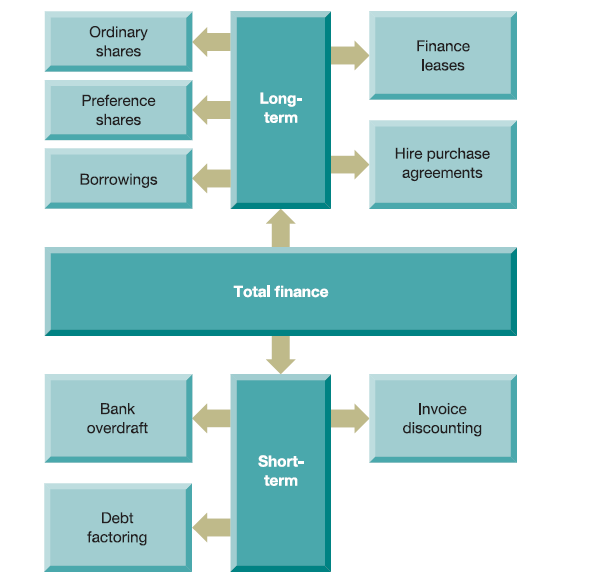 Ordinary
shares
Preference
shares
Borrowings
Long-
term
Finance
leases
Hire purchase
agreements
Total finance
Bank
overdraft
Debt
factoring
Short-
term
Invoice
discounting